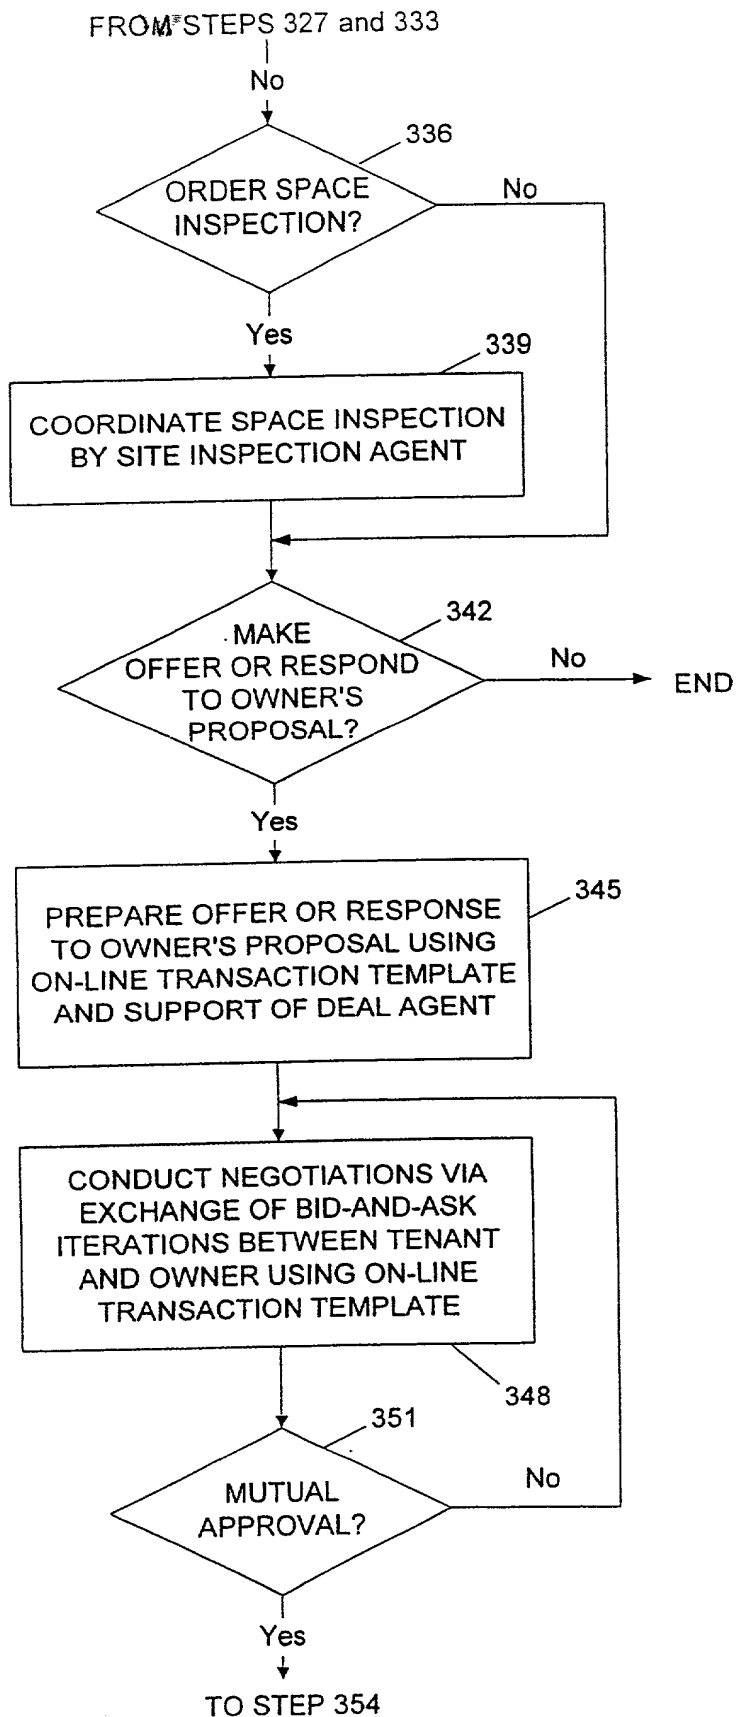 FROM STEPS 327 and 333
No
336
ORDER SPACE
INSPECTION?
No
Yes
339
COORDINATE SPACE INSPECTION
BY SITE INSPECTION AGENT
342
MAKE
OFFER OR RESPOND
TO OWNER'S
PROPOSAL?
No
END
Yes
345
PREPARE OFFER OR RESPONSE
TO OWNER'S PROPOSAL USING
ON-LINE TRANSACTION TEMPLATE
AND SUPPORT OF DEAL AGENT
CONDUCT NEGOTIATIONS VIA
EXCHANGE OF BID-AND-ASK
ITERATIONS BETWEEN TENANT
AND OWNER USING ON-LINE
TRANSACTION TEMPLATE
348
351
MUTUAL
APPROVAL?
No
Yes
TO STEP 354